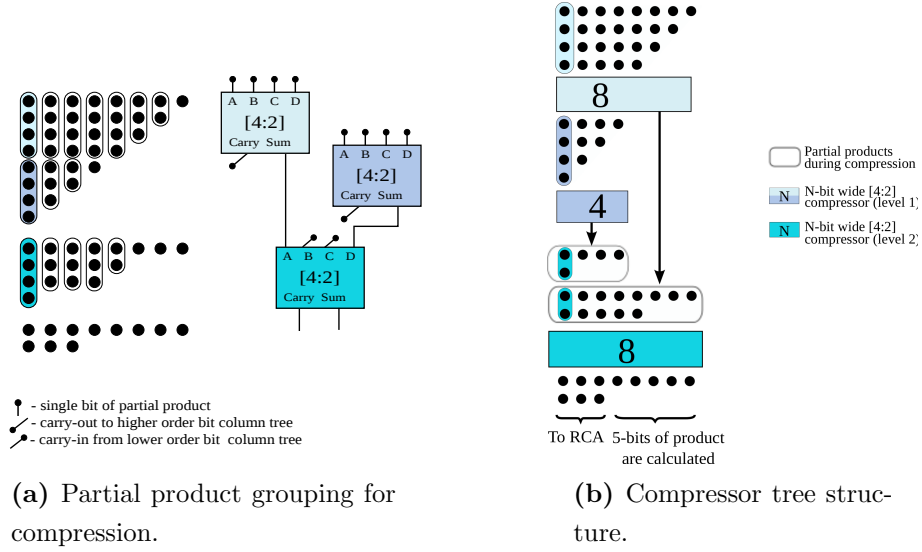 A B C D
[4:2]
Carry Sum
A B C D
[4:2]
Carry Sum
A B C D
[4:2]
Carry Sum
- single bit of partial product
- carry-out to higher order bit column tree
- carry-in from lower order bit column tree
(a) Partial product grouping for
compression.
8
4
8
To RCA
5-bits of product
are calculated
Partial products
during compression
N
N-bit wide [4:2]
compressor (level 1)
N
N-bit wide [4:2]
compressor (level 2)
(b) Compressor tree struc-
ture.